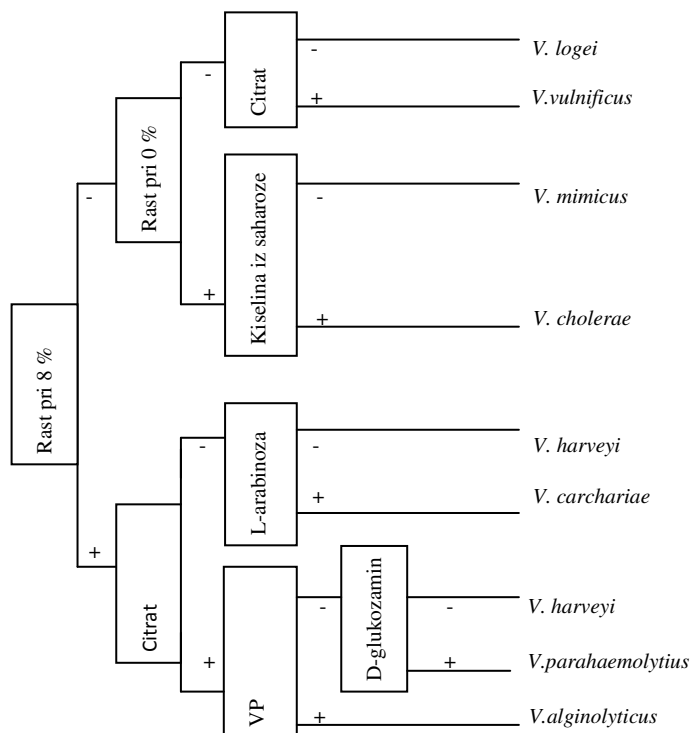 Rast pri 8 %
-
+
Rast pri 0 %
-
+
Citrat
-
V. logei
+
V.vulnificus
Kiselina iz saharoze
-
V. mimicus
+
V. cholerae
Citrat
-
+
L-arabinoza
-
V. harveyi
+
V. carchariae
VP
-
D-glukozamin
-
V. harveyi
+
V.parahaemolytius
+
V.alginolyticus